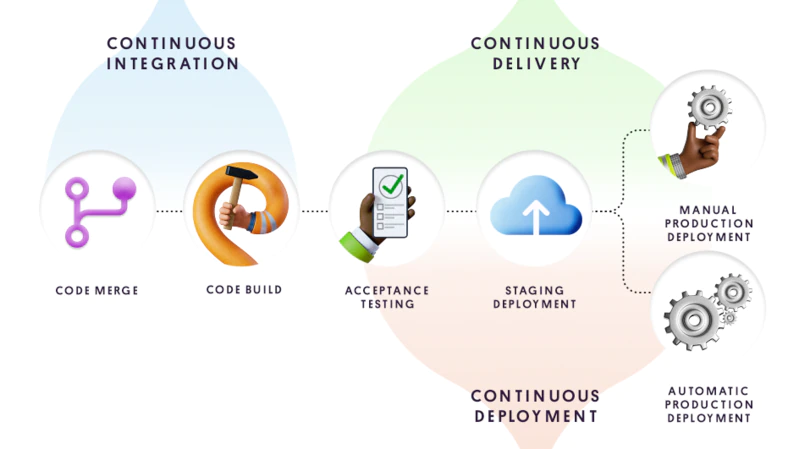 CONTINUOUS
INTEGRATION
CONTINUOUS
DELIVERY
CODE MERGE
CODE BUILD
ACCEPTANCE
TESTING
STAGING
DEPLOYMENT
MANUAL
PRODUCTION
DEPLOYMENT
CONTINUOUS
DEPLOYMENT
AUTOMATIC
PRODUCTION
DEPLOYMENT